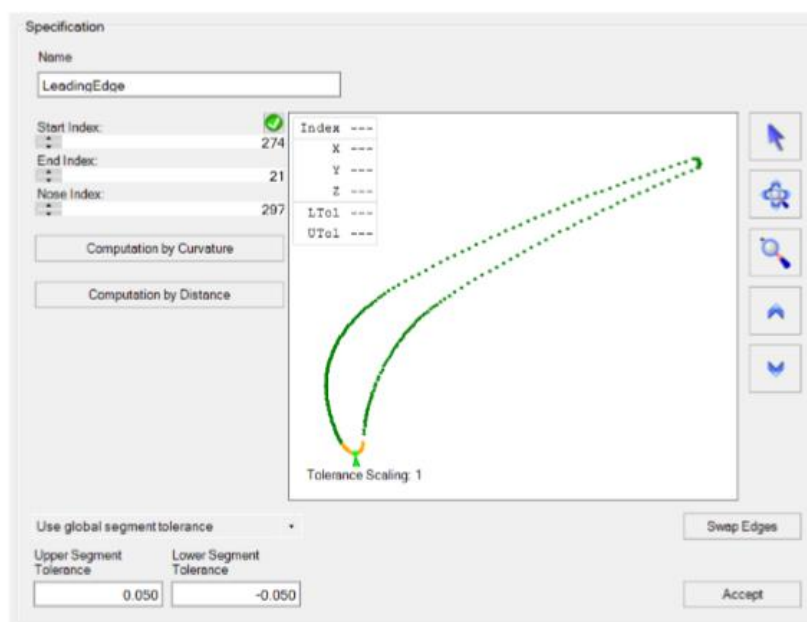 Specification
Name
LeadingEdge
Start Index:
274
End Index:
21
Nose Index:
297
Computation by Curvature
Computation by Distance
Index ---
X ---
Y ---
Z ---
LTol ---
UTol ---
Tolerance Scaling: 1
Use global segment tolerance
Swap Edges
Upper Segment
Tolerance
Lower Segment
Tolerance
0.050
-0.050
Accept